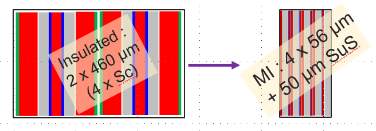 Insulated :
2 x 460 µm
(4 x Sc)
MI : 4 x 56 µm
+ 50 µm SuS